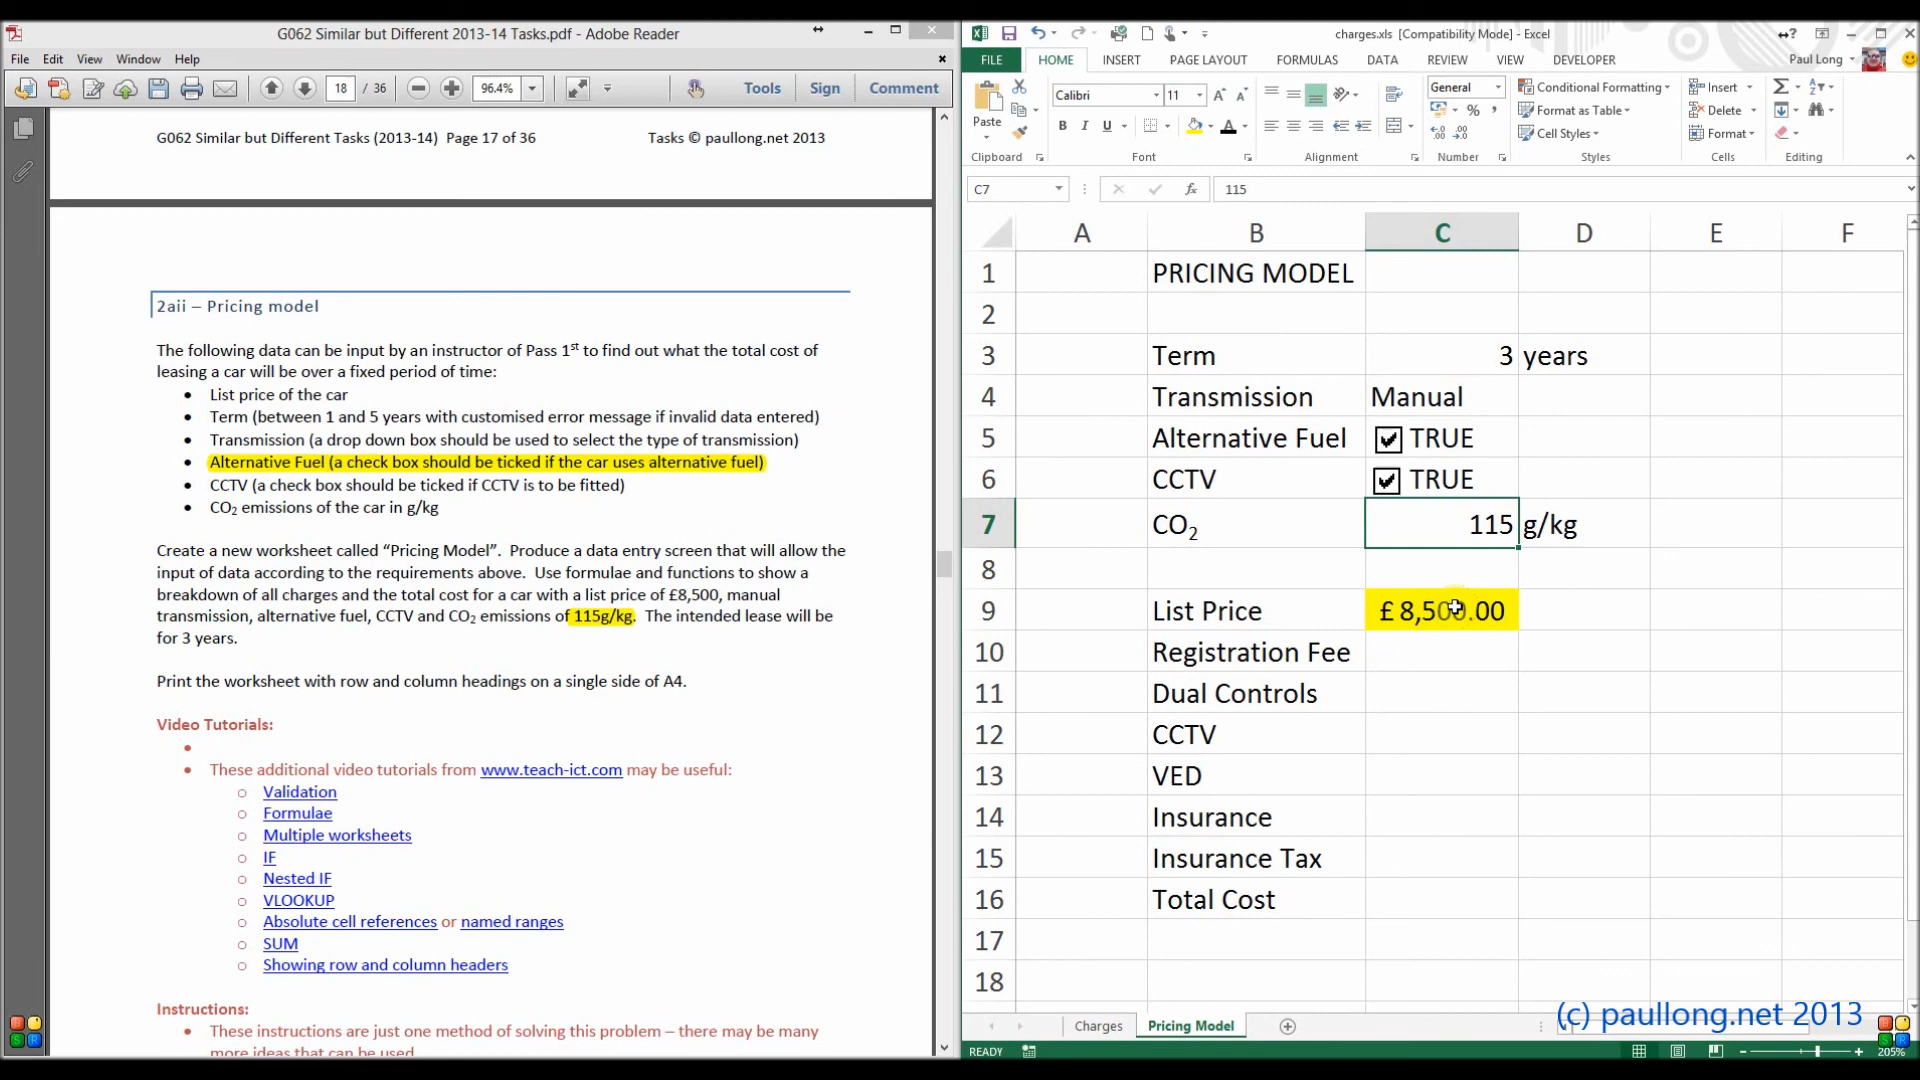 G062 Similar but Different 2013-14 Tasks.pdf - Adobe Reader
File Edit View Window Help
18 / 36 96.4% Tools Sign Comment
G062 Similar but Different Tasks (2013-14) Page 17 of 36 Tasks © paullong.net 2013
2aii – Pricing model
The following data can be input by an instructor of Pass 1st to find out what the total cost of
leasing a car will be over a fixed period of time:
• List price of the car
• Term (between 1 and 5 years with customised error message if invalid data entered)
• Transmission (a drop down box should be used to select the type of transmission)
• Alternative Fuel (a check box should be ticked if the car uses alternative fuel)
• CCTV (a check box should be ticked if CCTV is to be fitted)
• CO2 emissions of the car in g/kg
Create a new worksheet called “Pricing Model”. Produce a data entry screen that will allow the
input of data according to the requirements above. Use formulae and functions to show a
breakdown of all charges and the total cost for a car with a list price of £8,500, manual
transmission, alternative fuel, CCTV and CO2 emissions of 115g/kg. The intended lease will be
for 3 years.
Print the worksheet with row and column headings on a single side of A4.
Video Tutorials:
• These additional video tutorials from www.teach-ict.com may be useful:
o Validation
o Formulae
o Multiple worksheets
o IF
o Nested IF
o VLOOKUP
o Absolute cell references or named ranges
o SUM
o Showing row and column headers
Instructions:
• These instructions are just one method of solving this problem – there may be many
more ideas that can be used
charges.xls [Compatibility Mode] - Excel
FILE HOME INSERT PAGE LAYOUT FORMULAS DATA REVIEW VIEW DEVELOPER Paul Long
Paste Calibri 11 General Conditional Formatting Insert
Format as Table Delete
Cell Styles Format
Clipboard Font Alignment Number Styles Cells Editing
C7 115
A B C D E F
1 PRICING MODEL
2
3 Term 3 years
4 Transmission Manual
5 Alternative Fuel TRUE
6 CCTV TRUE
7 CO2 115 g/kg
8
9 List Price £ 8,500.00
10 Registration Fee
11 Dual Controls
12 CCTV
13 VED
14 Insurance
15 Insurance Tax
16 Total Cost
17
18
(c) paullong.net 2013
Charges Pricing Model
READY 205%